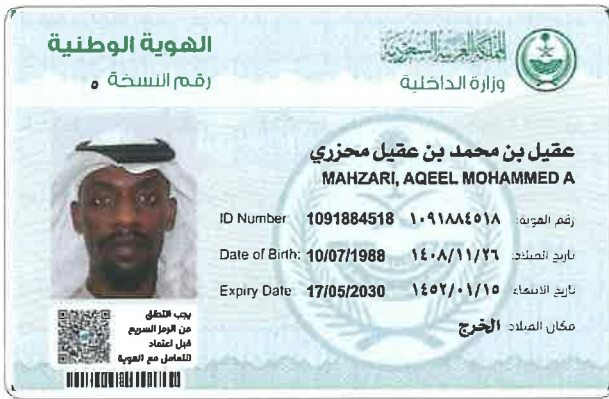 الهوية الوطنية
رقم النسخة ٥
المملكة العربية السعودية
وزارة الداخلية
عقيل بن محمد بن عقيل محزري
MAHZARI, AQEEL MOHAMMED A
ID Number 1091884518 ١٠٩١٨٨٤٥١٨ رقم الهوية:
Date of Birth: 10/07/1988 ١٤٠٨/١١/٢٦ تاريخ الميلاد:
Expiry Date: 17/05/2030 ١٤٥٢/٠١/١٥ تاريخ الانتهاء
مكان الميلاد الخرج
يجب التحقق
من الرمز السريع
قبل اعتماد
التعامل مع الهوية